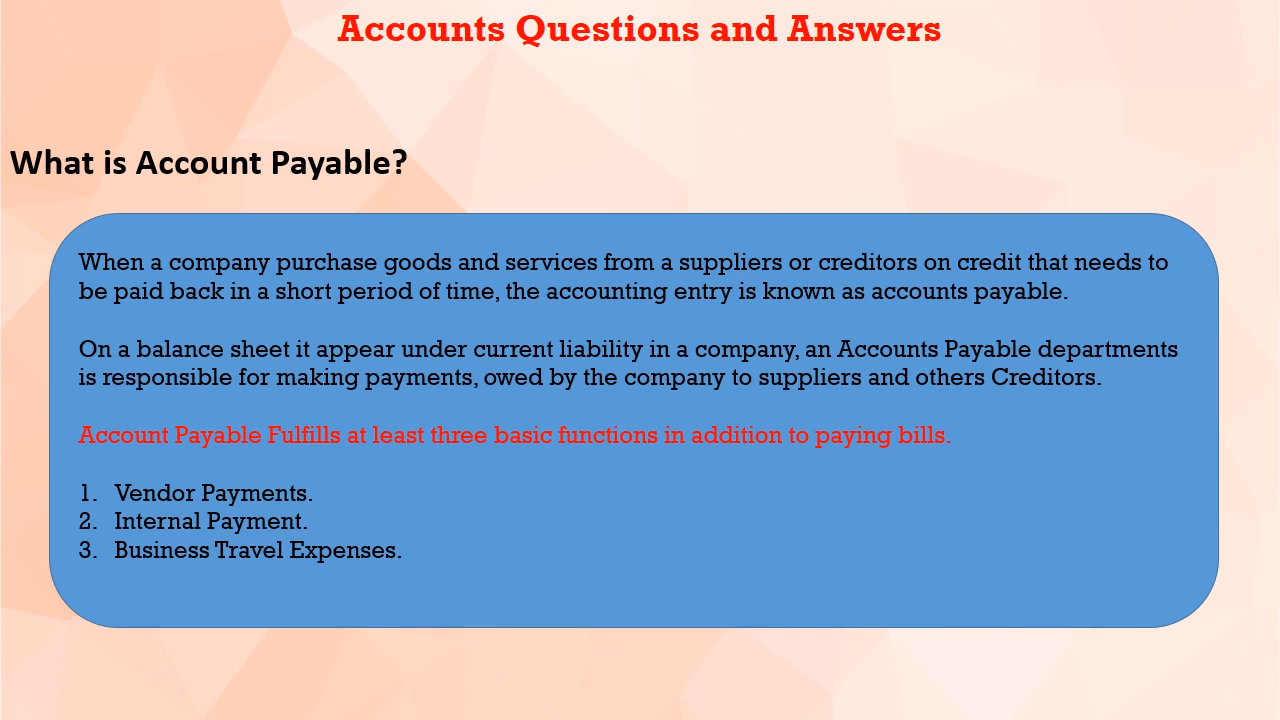 Accounts Questions and Answers
What is Account Payable?
When a company purchase goods and services from a suppliers or creditors on credit that needs to
be paid back in a short period of time, the accounting entry is known as accounts payable.
On a balance sheet it appear under current liability in a company, an Accounts Payable departments
is responsible for making payments, owed by the company to suppliers and others Creditors.
Account Payable Fulfills at least three basic functions in addition to paying bills.
1. Vendor Payments.
2. Internal Payment.
3. Business Travel Expenses.